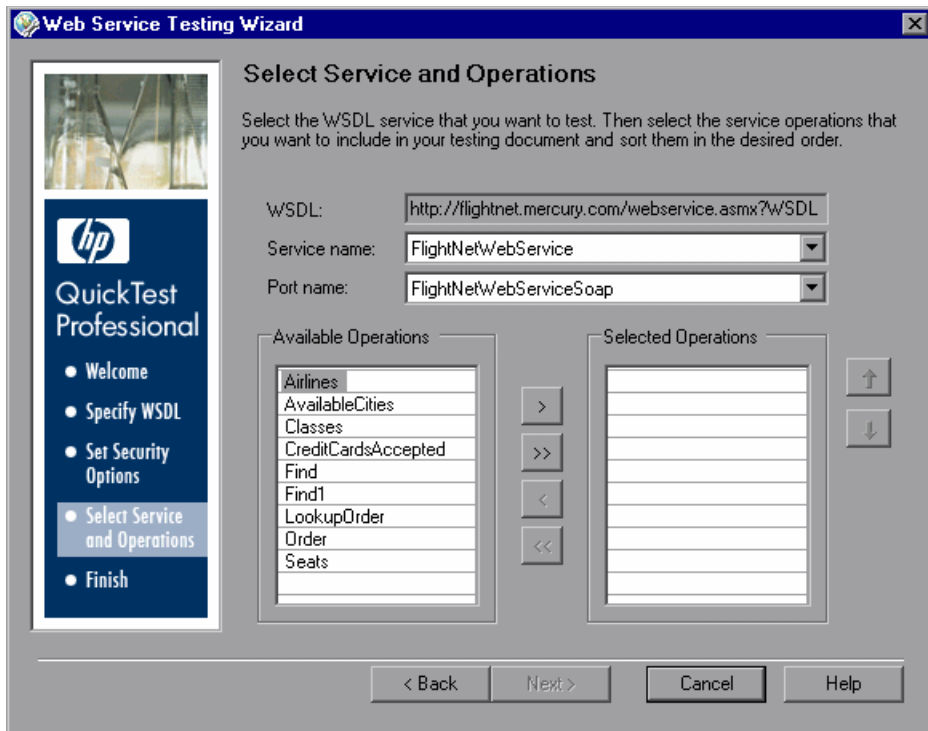 Web Service Testing Wizard
Select Service and Operations
Select the WSDL service that you want to test. Then select the service operations that
you want to include in your testing document and sort them in the desired order.
WSDL: http://flightnet.mercury.com/webservice.asmx?WSDL
Service name: FlightNetWebService
Port name: FlightNetWebServiceSoap
hp
QuickTest
Professional
Welcome
Specify WSDL
Set Security
Options
Select Service
and Operations
Finish
Available Operations
Airlines
AvailableCities
Classes
CreditCardsAccepted
Find
Find1
LookupOrder
Order
Seats
>
>>
<
<<
Selected Operations
< Back
Next >
Cancel
Help